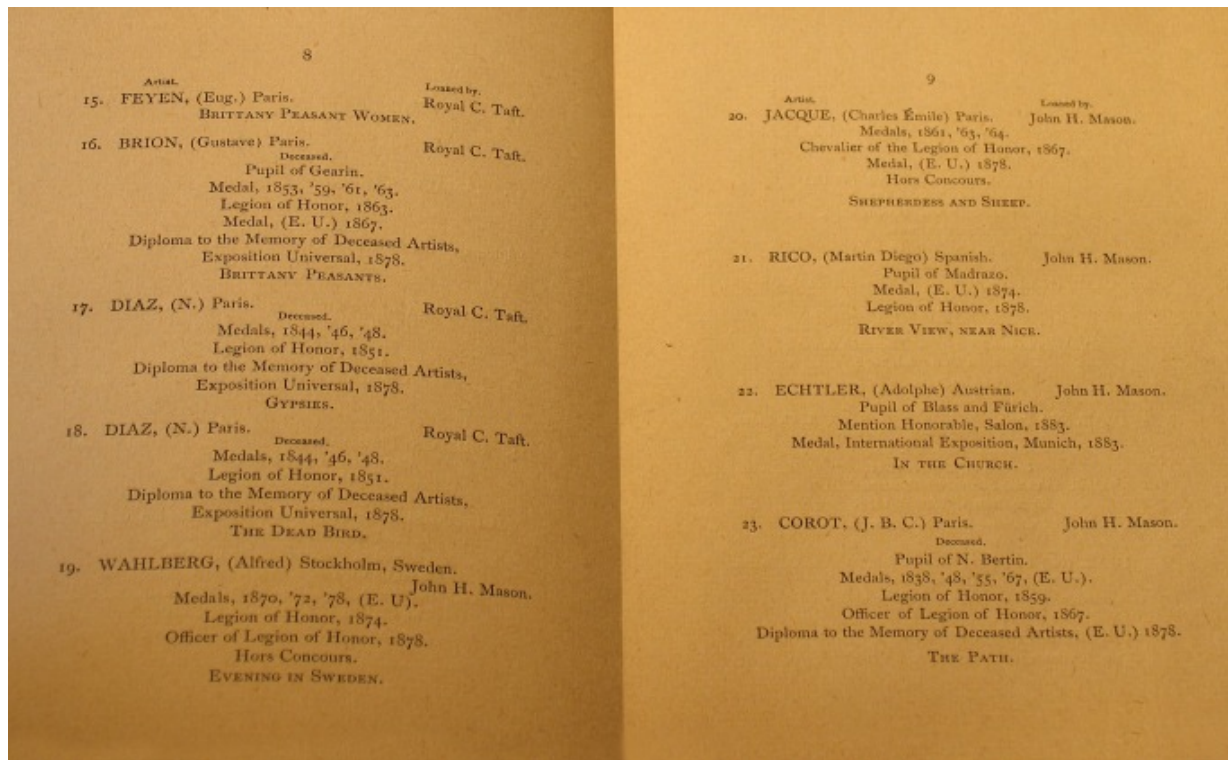 8
Artist. Loaned by.
15. FEYEN, (Eug.) Paris. Royal C. Taft.
BRITTANY PEASANT WOMEN.
16. BRION, (Gustave) Paris. Royal C. Taft.
Deceased.
Pupil of Gearin.
Medal, 1853, '59, '61, '63.
Legion of Honor, 1863.
Medal, (E. U.) 1867.
Diploma to the Memory of Deceased Artists,
Exposition Universal, 1878.
BRITTANY PEASANTS.
17. DIAZ, (N.) Paris. Royal C. Taft.
Deceased.
Medals, 1844, '46, '48.
Legion of Honor, 1851.
Diploma to the Memory of Deceased Artists,
Exposition Universal, 1878.
GYPSIES.
18. DIAZ, (N.) Paris. Royal C. Taft.
Deceased.
Medals, 1844, '46, '48.
Legion of Honor, 1851.
Diploma to the Memory of Deceased Artists,
Exposition Universal, 1878.
THE DEAD BIRD.
19. WAHLBERG, (Alfred) Stockholm, Sweden.
John H. Mason.
Medals, 1870, '72, '78, (E. U).
Legion of Honor, 1874.
Officer of Legion of Honor, 1878.
Hors Concours.
EVENING IN SWEDEN.
9
Artist. Loaned by.
20. JACQUE, (Charles Émile) Paris. John H. Mason.
Medals, 1861, '63, '64.
Chevalier of the Legion of Honor, 1867.
Medal, (E. U.) 1878.
Hors Concours.
SHEPHERDESS AND SHEEP.
21. RICO, (Martin Diego) Spanish. John H. Mason.
Pupil of Madrazo.
Medal, (E. U.) 1874.
Legion of Honor, 1878.
RIVER VIEW, NEAR NICE.
22. ECHTLER, (Adolphe) Austrian. John H. Mason.
Pupil of Blass and Fürich.
Mention Honorable, Salon, 1883.
Medal, International Exposition, Munich, 1883.
IN THE CHURCH.
23. COROT, (J. B. C.) Paris. John H. Mason.
Deceased.
Pupil of N. Bertin.
Medals, 1838, '48, '55, '67, (E. U.).
Legion of Honor, 1859.
Officer of Legion of Honor, 1867.
Diploma to the Memory of Deceased Artists, (E. U.) 1878.
THE PATH.